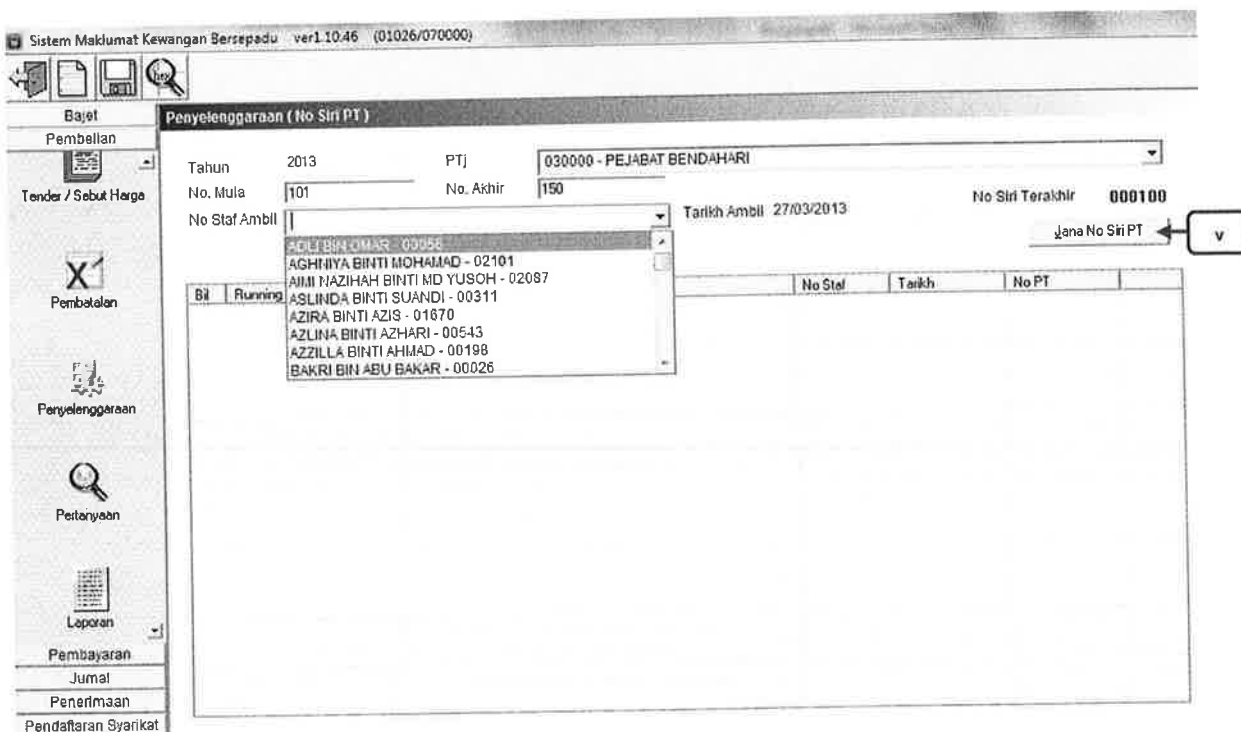 Sistem Maklumat Kewangan Bersepadu ver1.10.46 (01026/070000)
Bajet
Pembelian
Tender / Sebut Harga
Pembatalan
Penyelenggaraan
Pertanyaan
Laporan
Pembayaran
Jurnal
Penerimaan
Pendaftaran Syarikat
Penyelenggaraan ( No Siri PT )
Tahun 2013 PTj 030000 - PEJABAT BENDAHARI
No. Mula 101 No. Akhir 150 No Siri Terakhir 000100
No Staf Ambil Tarikh Ambil 27/03/2013
Jana No Siri PT v
ADLI BIN OMAR - 00056
AGHNIYA BINTI MOHAMAD - 02101
AIMI NAZIHAH BINTI MD YUSOH - 02087
ASLINDA BINTI SUANDI - 00311
AZIRA BINTI AZIS - 01670
AZLINA BINTI AZHARI - 00543
AZZILLA BINTI AHMAD - 00198
BAKRI BIN ABU BAKAR - 00026
Bil Running No Staf Tarikh No PT